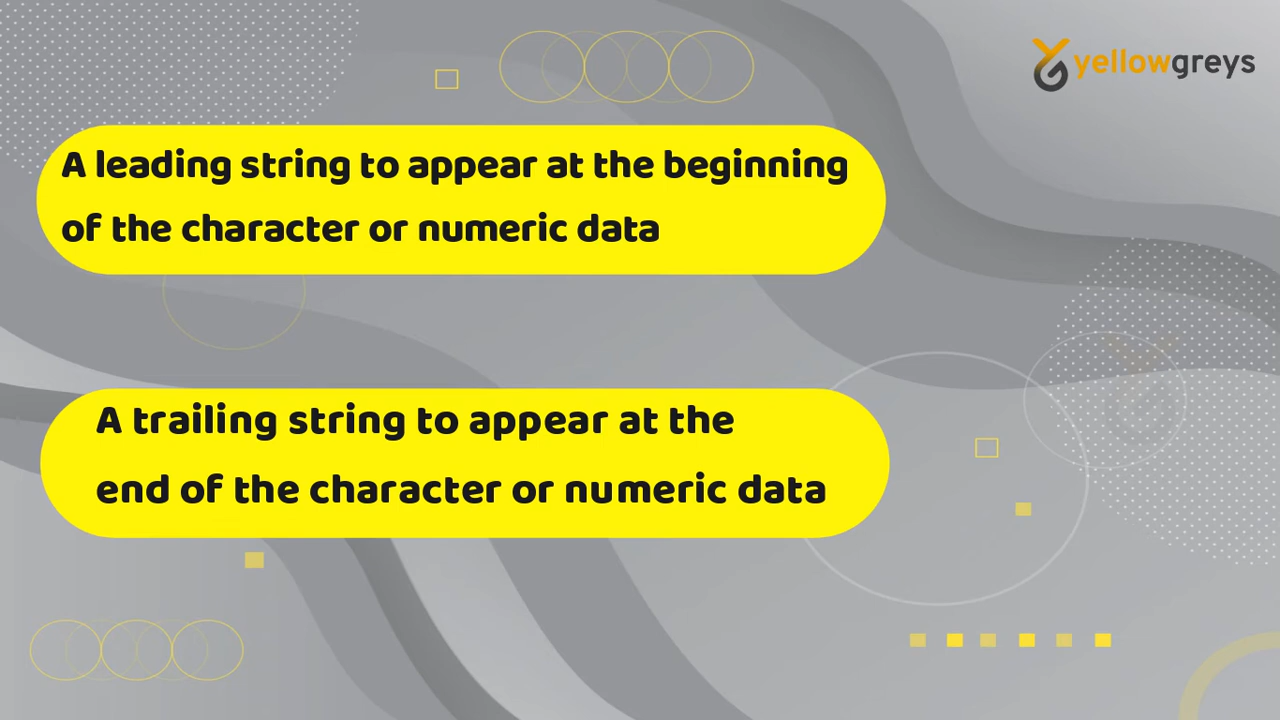 yellowgreys
A leading string to appear at the beginning
of the character or numeric data
A trailing string to appear at the
end of the character or numeric data